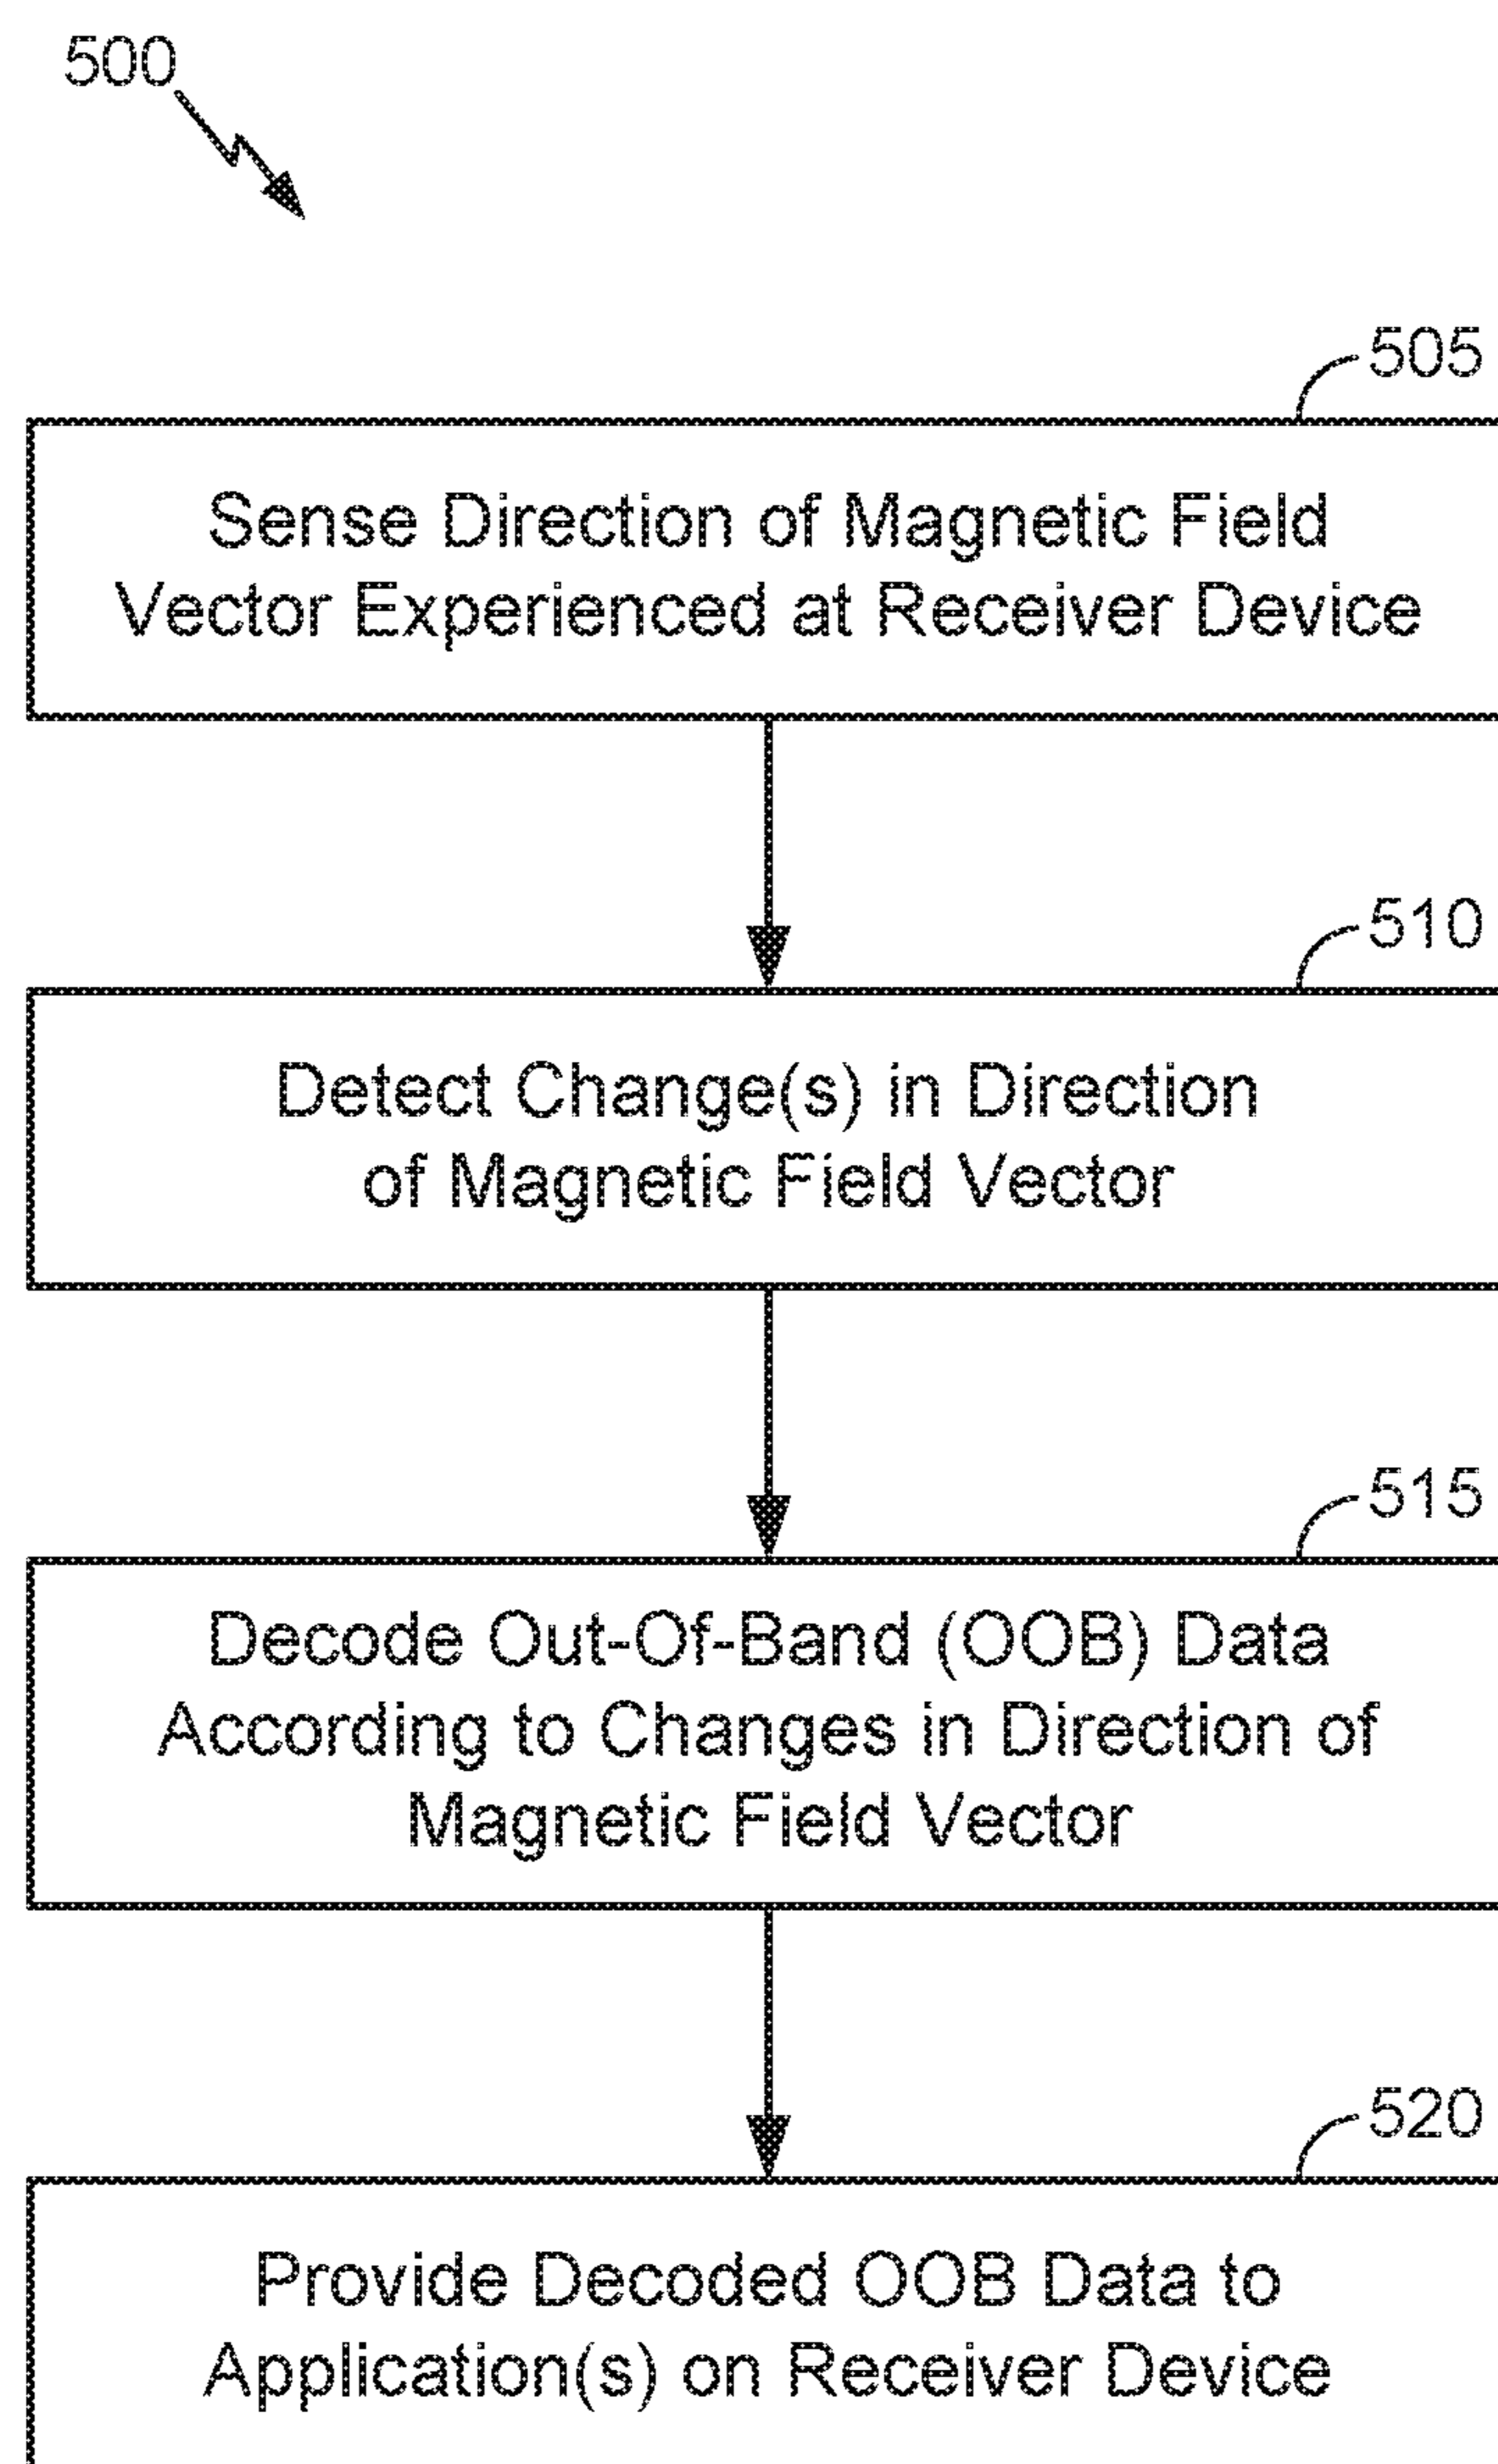 500
505
Sense Direction of Magnetic Field
Vector Experienced at Receiver Device
510
Detect Change(s) in Direction
of Magnetic Field Vector
515
Decode Out-Of-Band (OOB) Data
According to Changes in Direction of
Magnetic Field Vector
520
Provide Decoded OOB Data to
Application(s) on Receiver Device